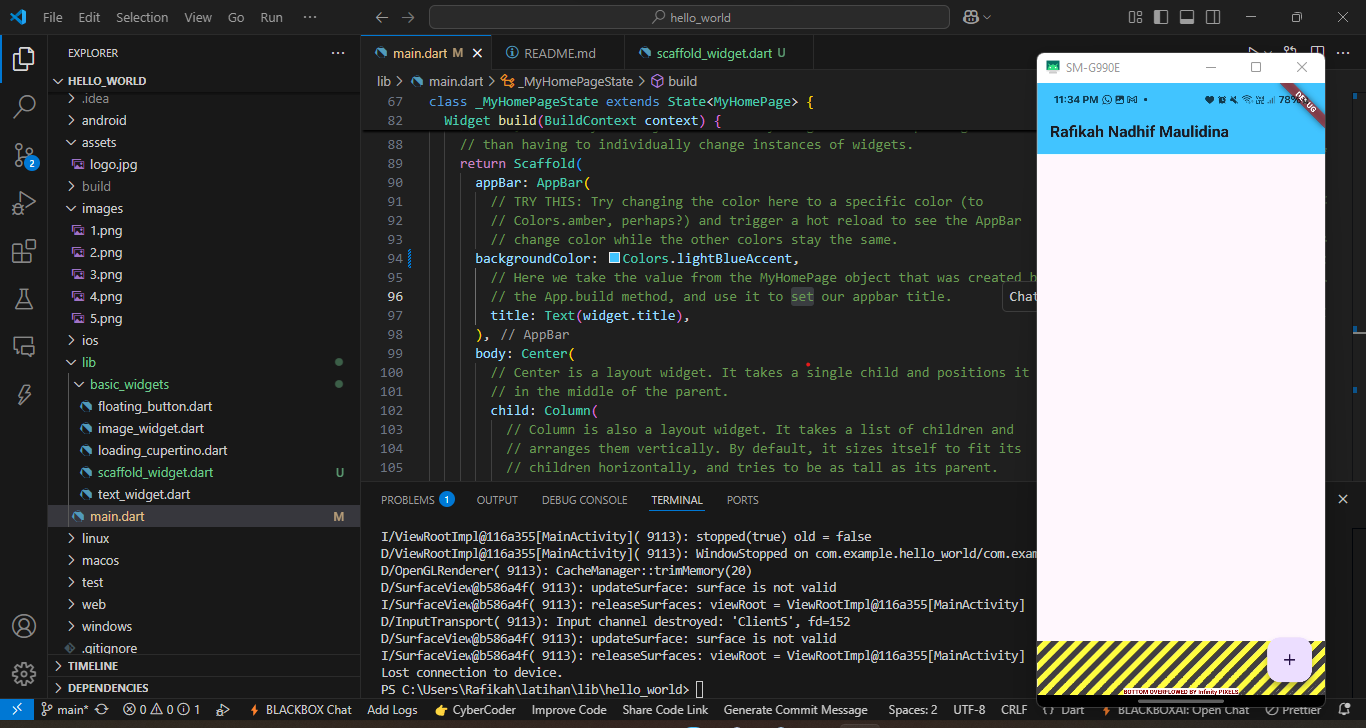 File Edit Selection View Go Run ··· hello_world
EXPLORER ···
HELLO_WORLD
.idea
android
assets
logo.jpg
build
images
1.png
2.png
3.png
4.png
5.png
ios
lib
basic_widgets
floating_button.dart
image_widget.dart
loading_cupertino.dart
scaffold_widget.dart U
text_widget.dart
main.dart M
linux
macos
test
web
windows
.gitignore
TIMELINE
DEPENDENCIES
2
main.dart M README.md scaffold_widget.dart U
lib > main.dart > _MyHomePageState > build
67 class _MyHomePageState extends State<MyHomePage> {
82 Widget build(BuildContext context) {
88 // than having to individually change instances of widgets.
89 return Scaffold(
90 appBar: AppBar(
91 // TRY THIS: Try changing the color here to a specific color (to
92 // Colors.amber, perhaps?) and trigger a hot reload to see the AppBar
93 // change color while the other colors stay the same.
94 backgroundColor: Colors.lightBlueAccent,
95 // Here we take the value from the MyHomePage object that was created
96 // the App.build method, and use it to set our appbar title.
Chat
97 title: Text(widget.title),
98 ), // AppBar
99 body: Center(
100 // Center is a layout widget. It takes a single child and positions it
101 // in the middle of the parent.
102 child: Column(
103 // Column is also a layout widget. It takes a list of children and
104 // arranges them vertically. By default, it sizes itself to fit its
105 // children horizontally, and tries to be as tall as its parent.
PROBLEMS 1 OUTPUT DEBUG CONSOLE TERMINAL PORTS
I/ViewRootImpl@116a355[MainActivity]( 9113): stopped(true) old = false
D/ViewRootImpl@116a355[MainActivity]( 9113): WindowStopped on com.example.hello_world/com.exam
D/OpenGLRenderer( 9113): CacheManager::trimMemory(20)
D/SurfaceView@b586a4f( 9113): updateSurface: surface is not valid
I/SurfaceView@b586a4f( 9113): releaseSurfaces: viewRoot = ViewRootImpl@116a355[MainActivity]
D/InputTransport( 9113): Input channel destroyed: 'ClientS', fd=152
D/SurfaceView@b586a4f( 9113): updateSurface: surface is not valid
I/SurfaceView@b586a4f( 9113): releaseSurfaces: viewRoot = ViewRootImpl@116a355[MainActivity]
Lost connection to device.
PS C:\Users\Rafikah\latihan\lib\hello_world>
SM-G990E
11:34 PM 78%
DEBUG
Rafikah Nadhif Maulidina
+
BOTTOM OVERFLOWED BY Infinity PIXELS
main* 0 0 1 BLACKBOX Chat Add Logs CyberCoder Improve Code Share Code Link Generate Commit Message Spaces: 2 UTF-8 CRLF {} Dart BLACKBOXAI: Open Chat Prettier